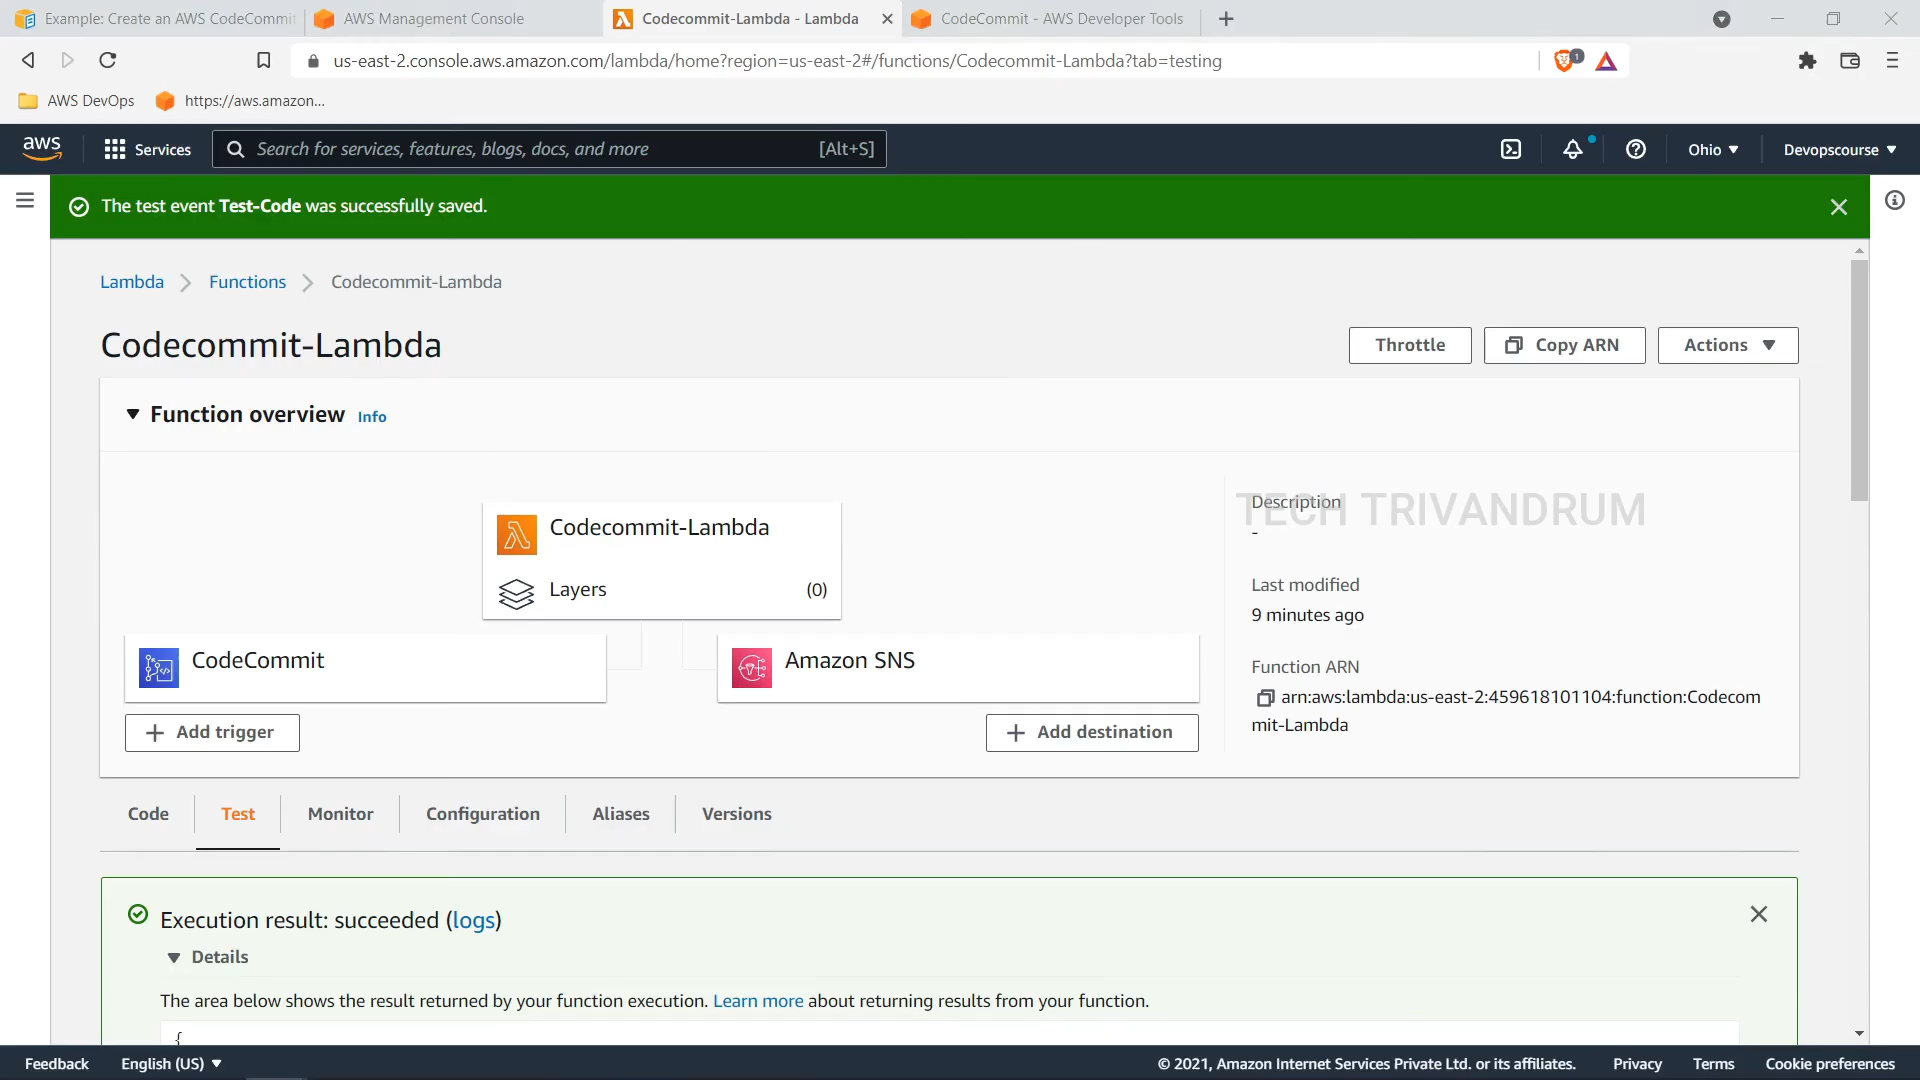 Example: Create an AWS CodeCommit
AWS Management Console
Codecommit-Lambda - Lambda
CodeCommit - AWS Developer Tools
us-east-2.console.aws.amazon.com/lambda/home?region=us-east-2#/functions/Codecommit-Lambda?tab=testing
1
AWS DevOps
https://aws.amazon...
aws
Services
Search for services, features, blogs, docs, and more
[Alt+S]
Ohio
Devopscourse
The test event Test-Code was successfully saved.
Lambda
Functions
Codecommit-Lambda
Codecommit-Lambda
Throttle
Copy ARN
Actions
Function overview Info
Codecommit-Lambda
Layers
(0)
CodeCommit
Amazon SNS
Add trigger
Add destination
Description
TECH TRIVANDRUM
-
Last modified
9 minutes ago
Function ARN
arn:aws:lambda:us-east-2:459618101104:function:Codecom
mit-Lambda
Code
Test
Monitor
Configuration
Aliases
Versions
Execution result: succeeded (logs)
Details
The area below shows the result returned by your function execution. Learn more about returning results from your function.
{
Feedback
English (US)
© 2021, Amazon Internet Services Private Ltd. or its affiliates.
Privacy
Terms
Cookie preferences